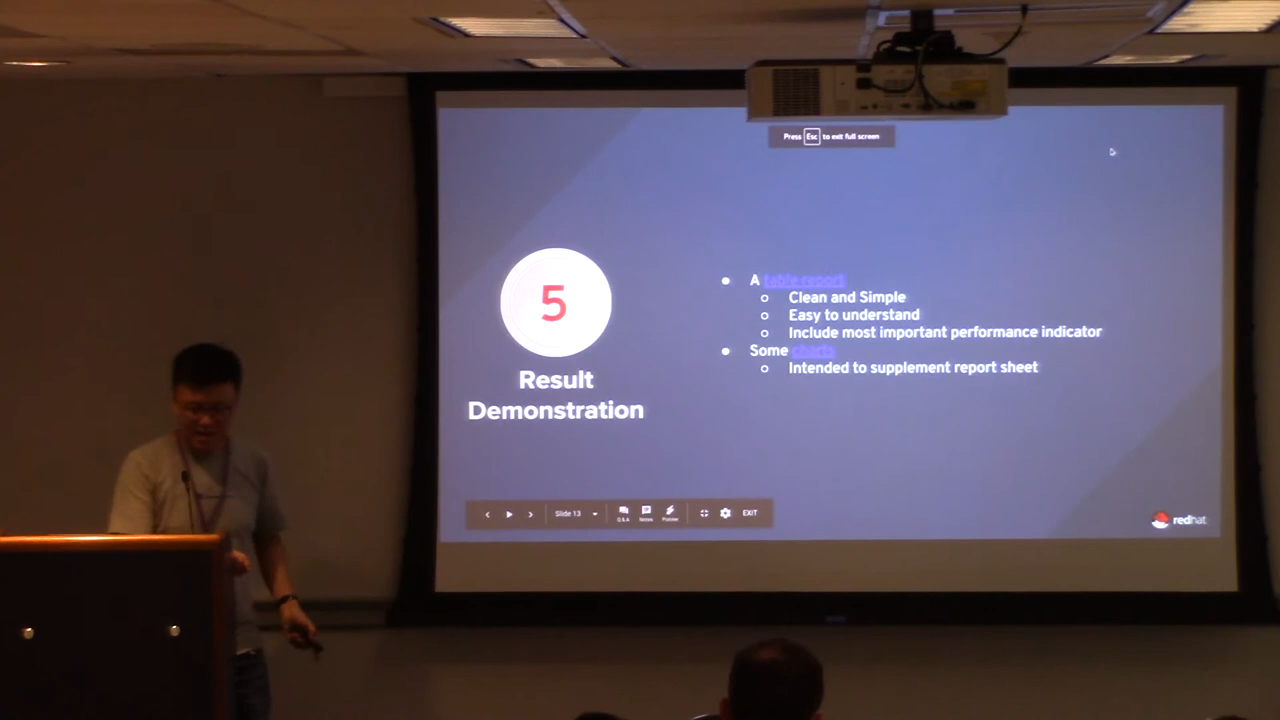 Press Esc to exit full screen
5
Result
Demonstration
A table report
Clean and Simple
Easy to understand
Include most important performance indicator
Some charts
Intended to supplement report sheet
Slide 13
Q & A
Notes
Pointer
EXIT
redhat